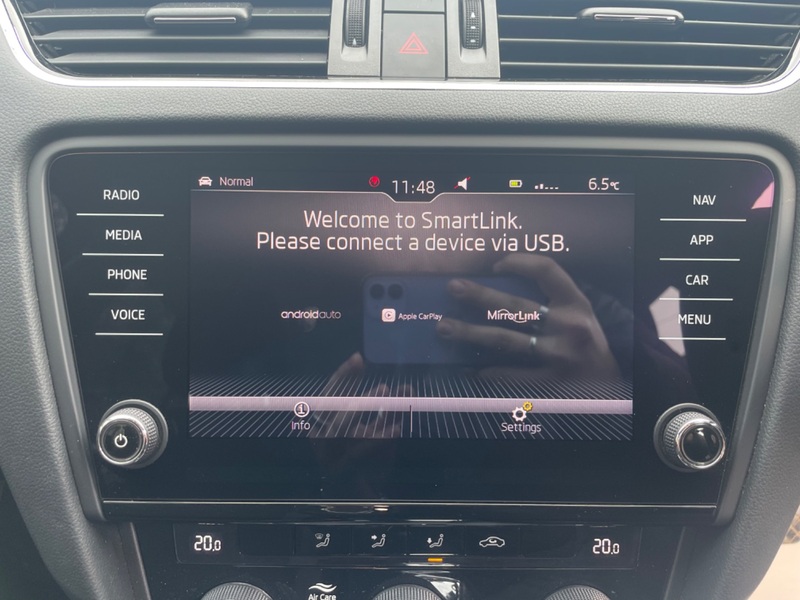 Normal 11:48 6.5°C
RADIO
MEDIA
PHONE
VOICE
Welcome to SmartLink.
Please connect a device via USB.
androidauto Apple CarPlay MirrorLink
Info Settings
NAV
APP
CAR
MENU
20.0 20.0
Air Care